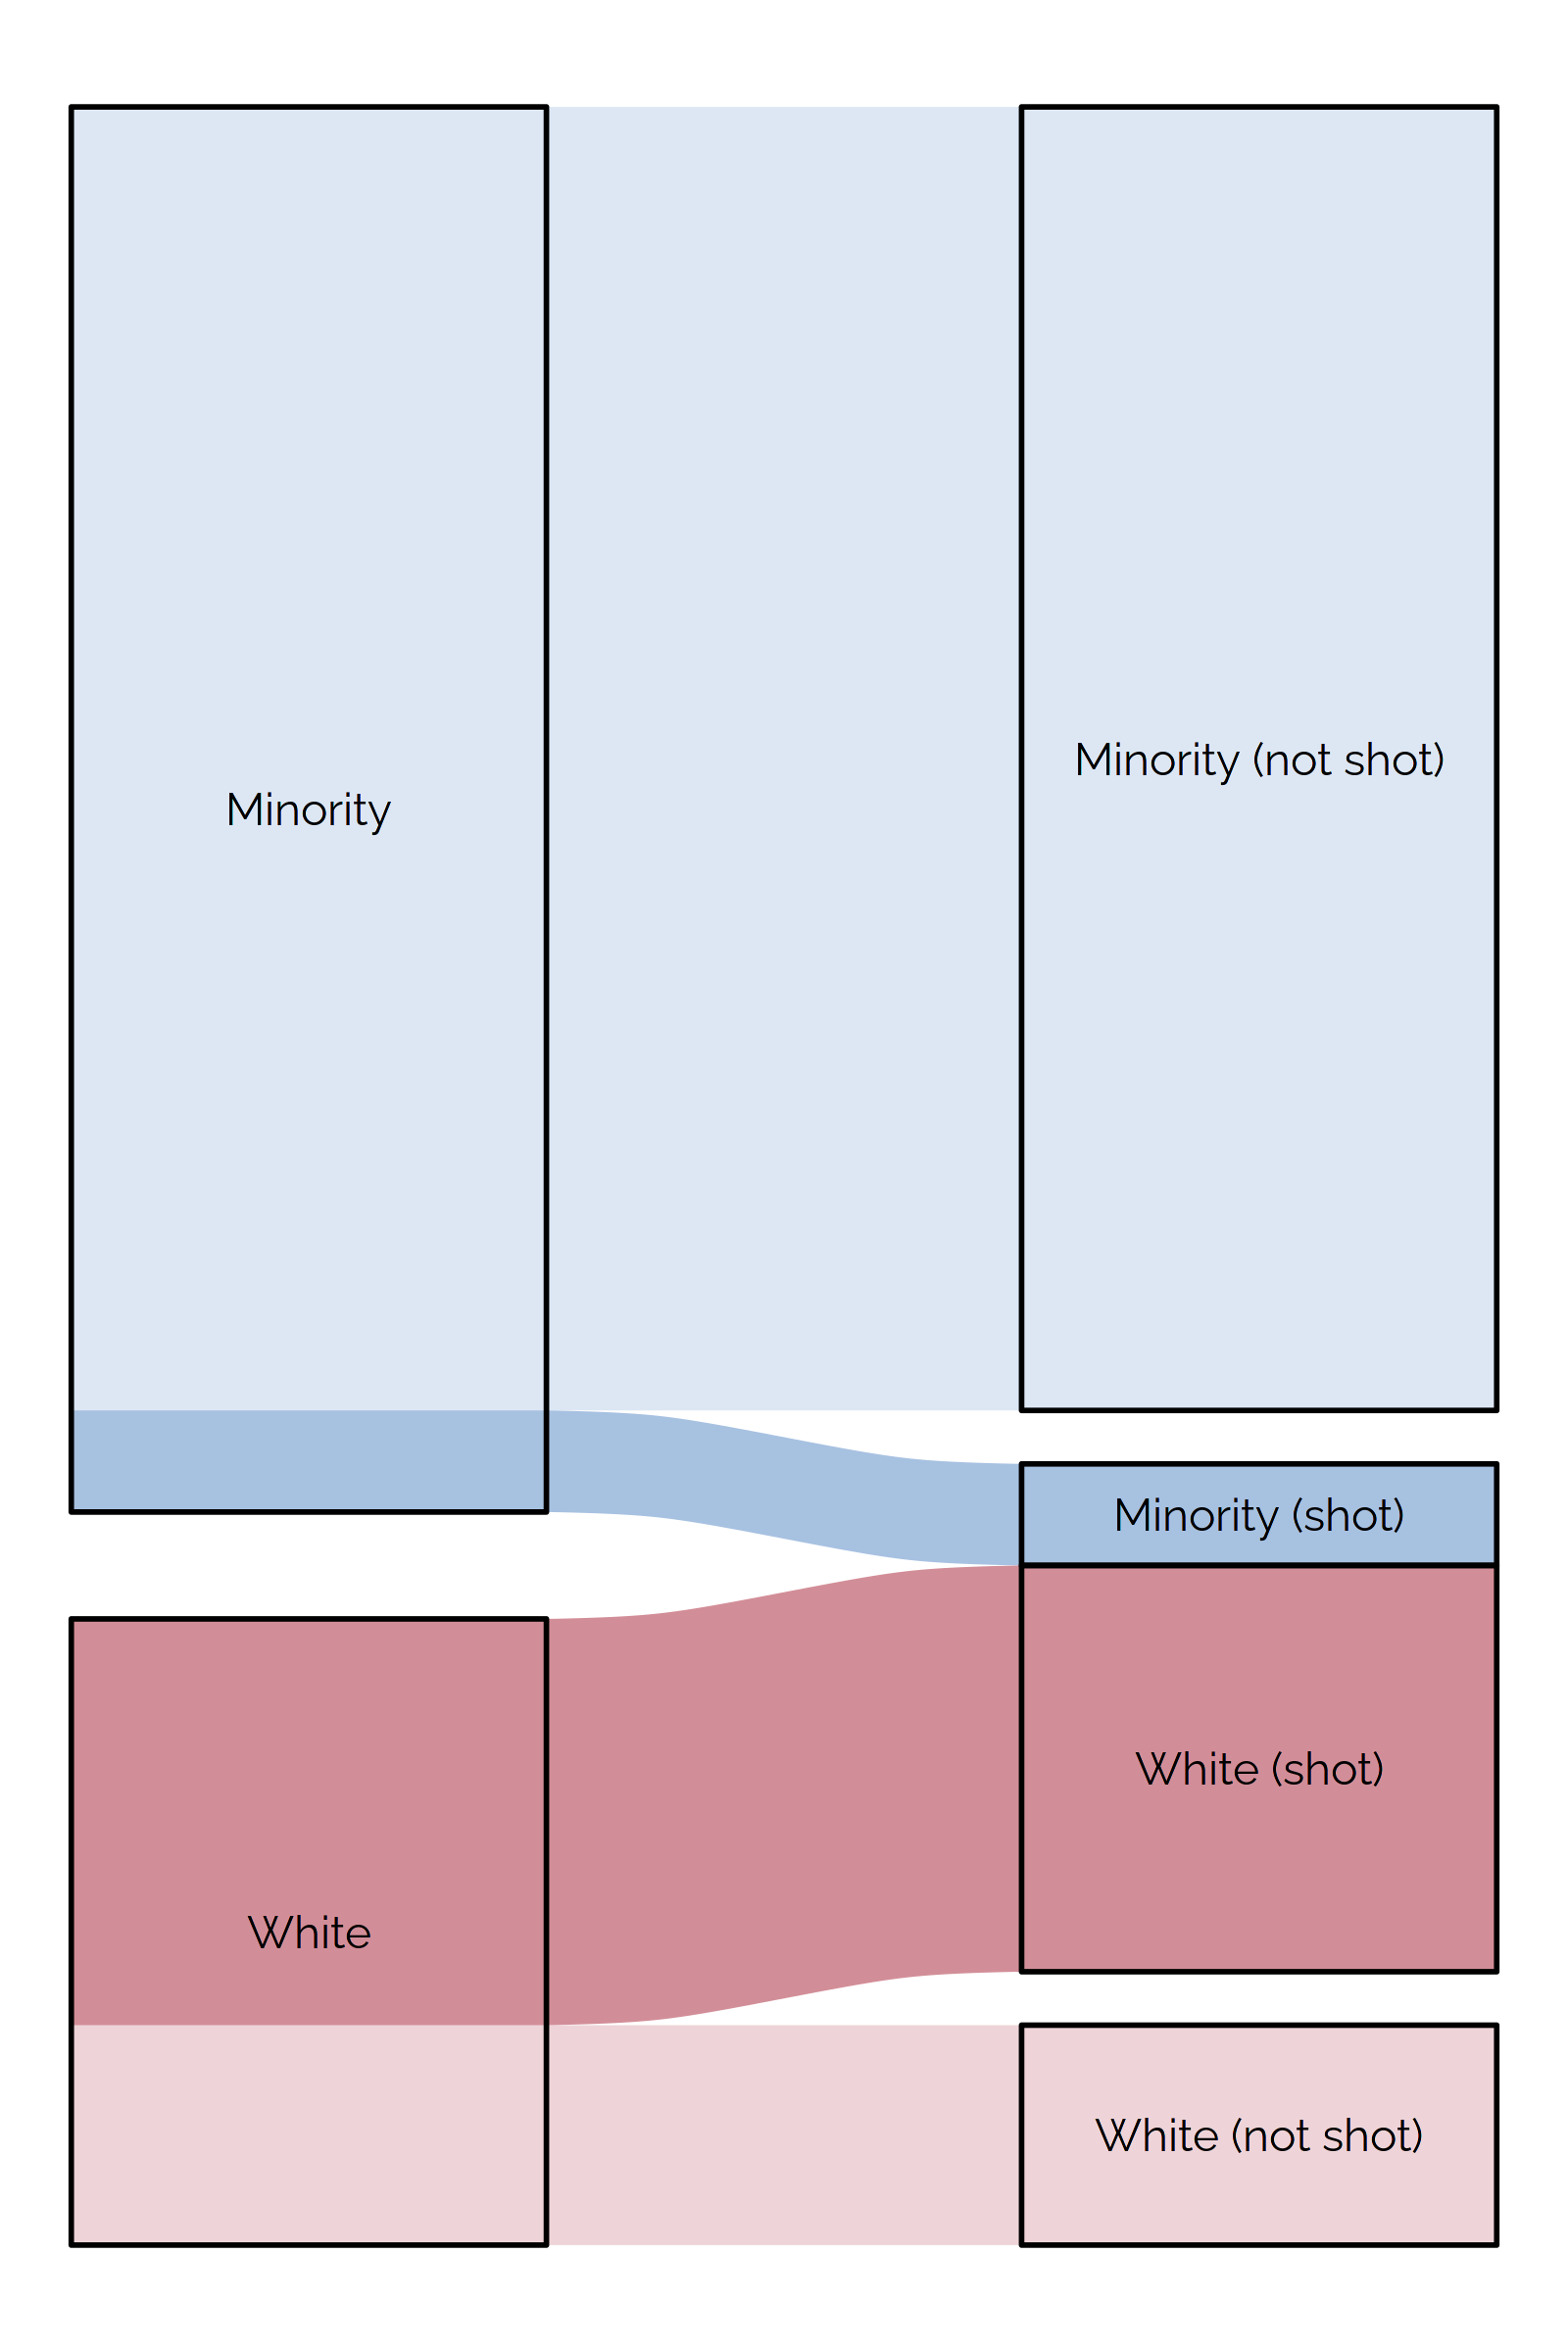 Minority
Minority (not shot)
Minority (shot)
White (shot)
White
White (not shot)